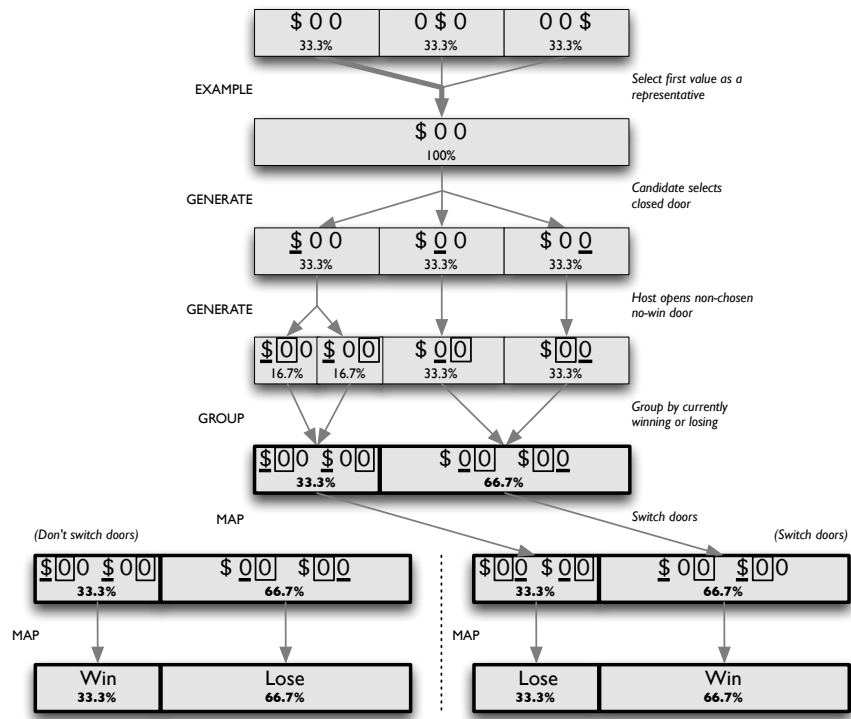 $ 0 0 0 $ 0 0 0 $
33.3% 33.3% 33.3%
EXAMPLE
Select first value as a
representative
$ 0 0
100%
GENERATE
Candidate selects
closed door
$ 0 0 $ 0 0 $ 0 0
33.3% 33.3% 33.3%
GENERATE
Host opens non-chosen
no-win door
$ 0 0 $ 0 0 $ 0 0 $ 0 0
16.7% 16.7% 33.3% 33.3%
GROUP
Group by currently
winning or losing
$ 0 0 $ 0 0 $ 0 0 $ 0 0
33.3% 66.7%
MAP
Switch doors
(Don't switch doors)
(Switch doors)
$ 0 0 $ 0 0 $ 0 0 $ 0 0
33.3% 66.7%
$ 0 0 $ 0 0 $ 0 0 $ 0 0
33.3% 66.7%
MAP
MAP
Win Lose
33.3% 66.7%
Lose Win
33.3% 66.7%